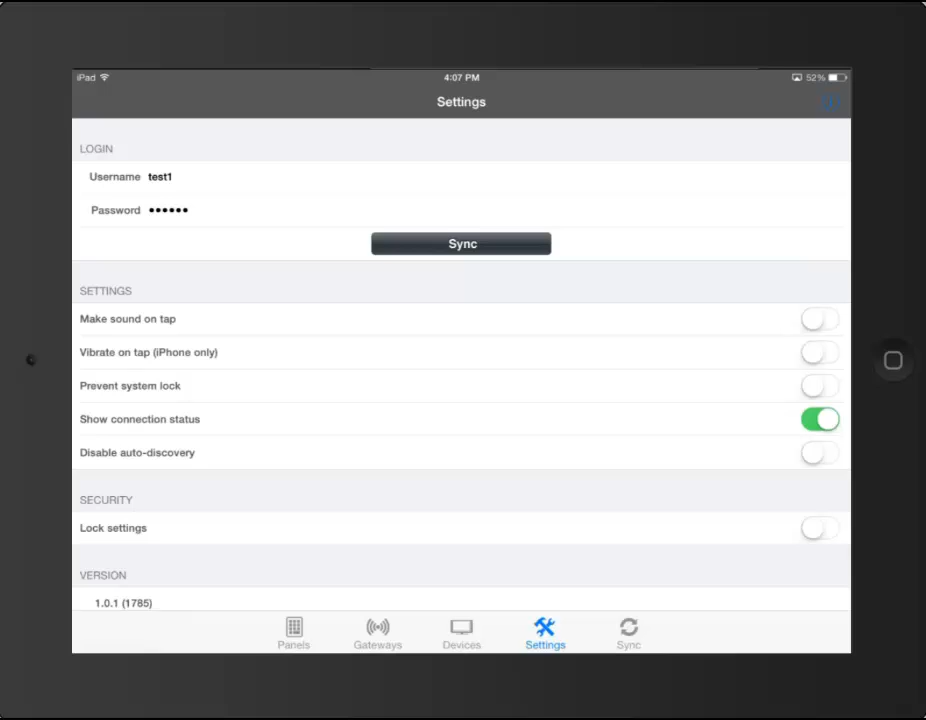 iPad 4:07 PM 52%
Settings
LOGIN
Username test1
Password ••••••
Sync
SETTINGS
Make sound on tap
Vibrate on tap (iPhone only)
Prevent system lock
Show connection status
Disable auto-discovery
SECURITY
Lock settings
VERSION
1.0.1 (1785)
Panels Gateways Devices Settings Sync